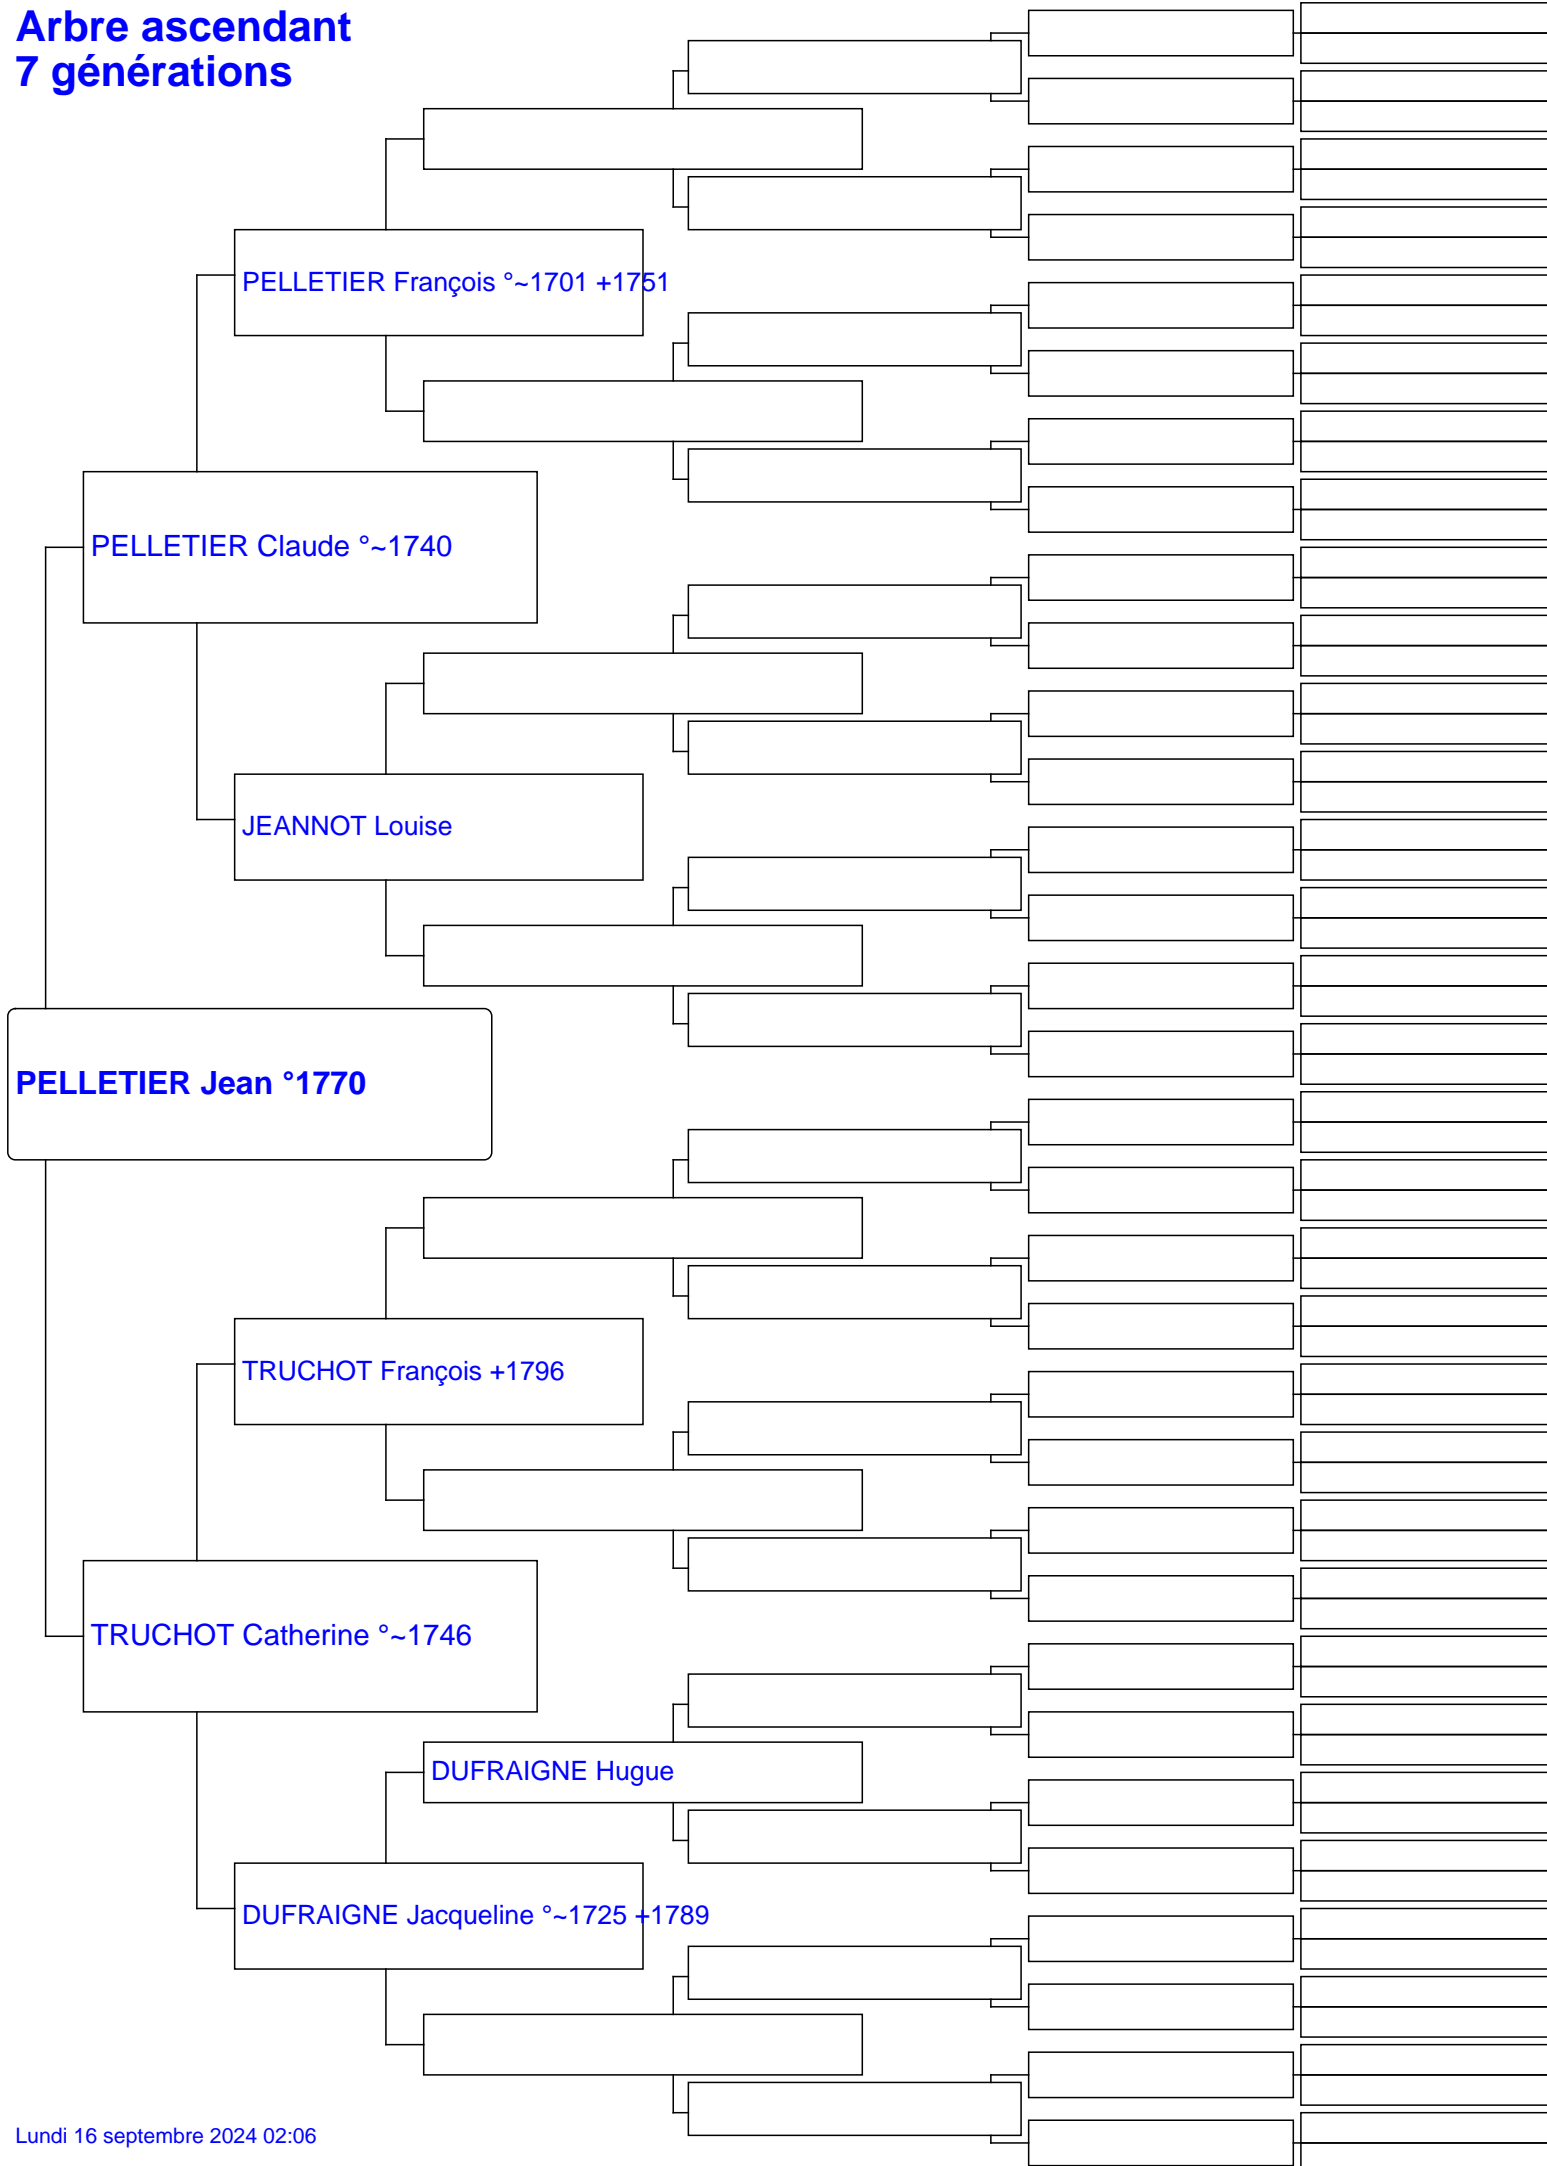 Arbre ascendant
7 générations
PELLETIER François °~1701 +1751
PELLETIER Claude °~1740
JEANNOT Louise
PELLETIER Jean °1770
TRUCHOT François +1796
TRUCHOT Catherine °~1746
DUFRAIGNE Hugue
DUFRAIGNE Jacqueline °~1725 +1789
Lundi 16 septembre 2024 02:06